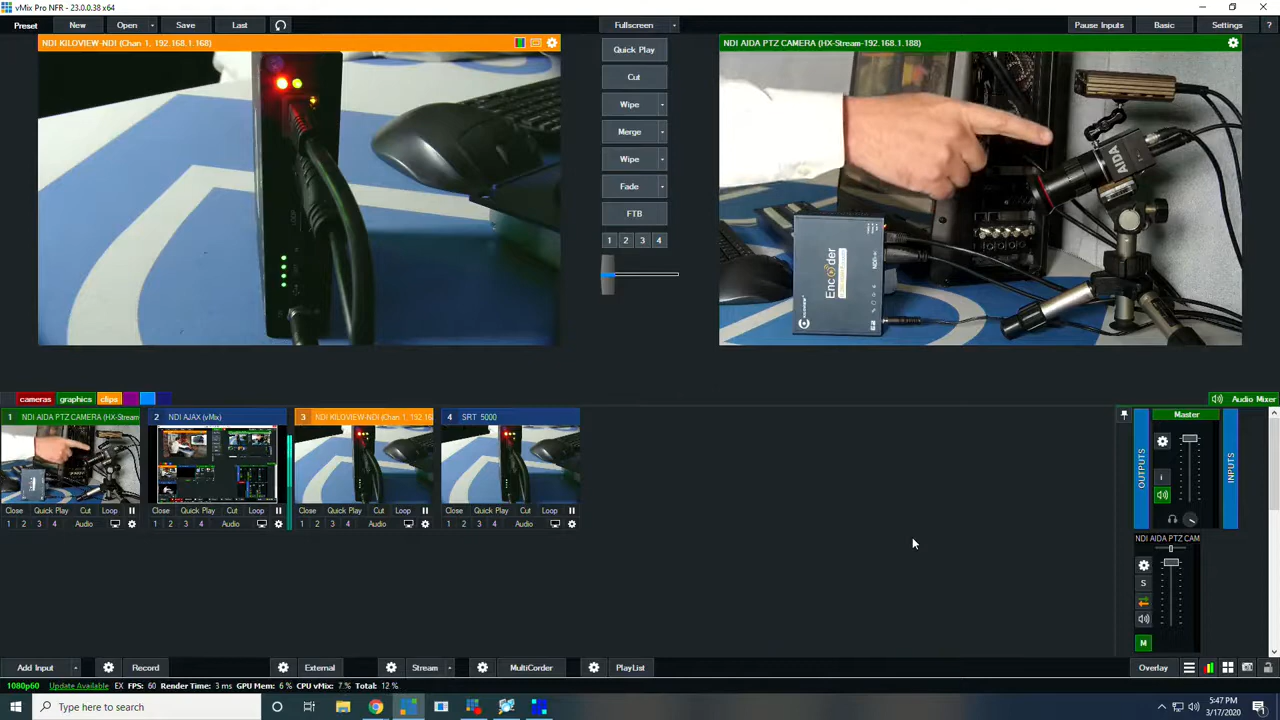 vMix Pro NFR - 23.0.0.38 x64
Preset New Open Save Last Fullscreen Pause Inputs Basic Settings ?
NDI KILOVIEW-NDI (Chan 1, 192.168.1.168)
NDI AIDA PTZ CAMERA (HX-Stream-192.168.1.188)
Quick Play
Cut
Wipe
Merge
Wipe
Fade
FTB
1 2 3 4
AIDA
Encoder
cameras graphics clips
Audio Mixer
1 NDI AIDA PTZ CAMERA (HX-Stream
2 NDI AJAX (vMix)
3 NDI KILOVIEW-NDI (Chan 1, 192.16
4 SRT 5000
Close Quick Play Cut Loop
Close Quick Play Cut Loop
Close Quick Play Cut Loop
Close Quick Play Cut Loop
1 2 3 4 Audio
1 2 3 4 Audio
1 2 3 4 Audio
1 2 3 4 Audio
Master
OUTPUTS
INPUTS
NDI AIDA PTZ CAM
S
M
Add Input Record External Stream MultiCorder PlayList Overlay
1080p60 Update Available EX FPS: 60 Render Time: 3 ms GPU Mem: 6 % CPU vMix: 7 % Total: 12 %
Type here to search
5:47 PM
3/17/2020